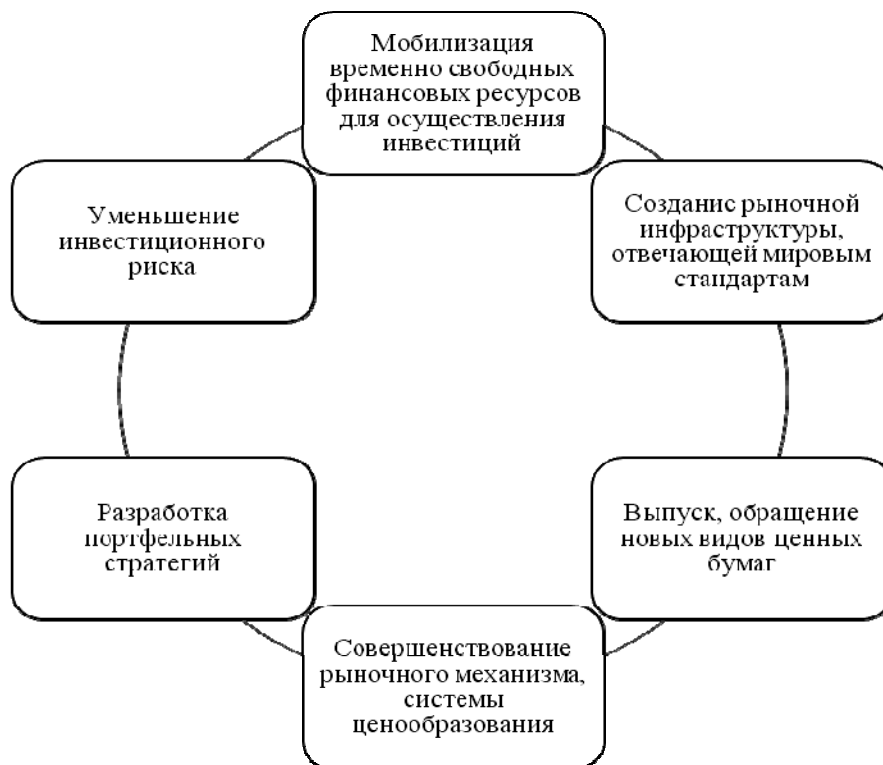 Мобилизация
временно свободных
финансовых ресурсов
для осуществления
инвестиций
Создание рыночной
инфраструктуры,
отвечающей мировым
стандартам
Выпуск, обращение
новых видов ценных
бумаг
Совершенствование
рыночного механизма,
системы
ценообразования
Разработка
портфельных
стратегий
Уменьшение
инвестиционного
риска